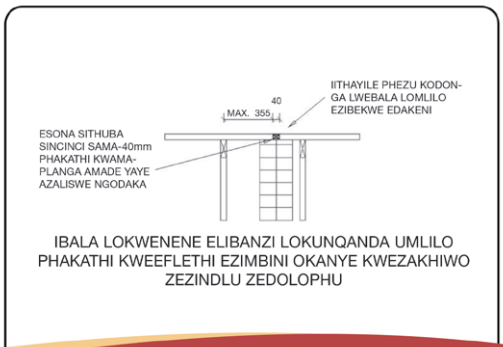 IITHAYILE PHEZU KODON-
GA LWEBALA LOMLILO
EZIBEKWE EDAKENI
40
MAX. 355
ESONA SITHUBA
SINCINCI SAMA-40mm
PHAKATHI KWAMA-
PLANGA AMADE YAYE
AZALISWE NGODAKA
IBALA LOKWENENE ELIBANZI LOKUNQANDA UMLILO
PHAKATHI KWEEFLETHI EZIMBINI OKANYE KWEZAKHIWO
ZEZINDLU ZEDOLOPHU